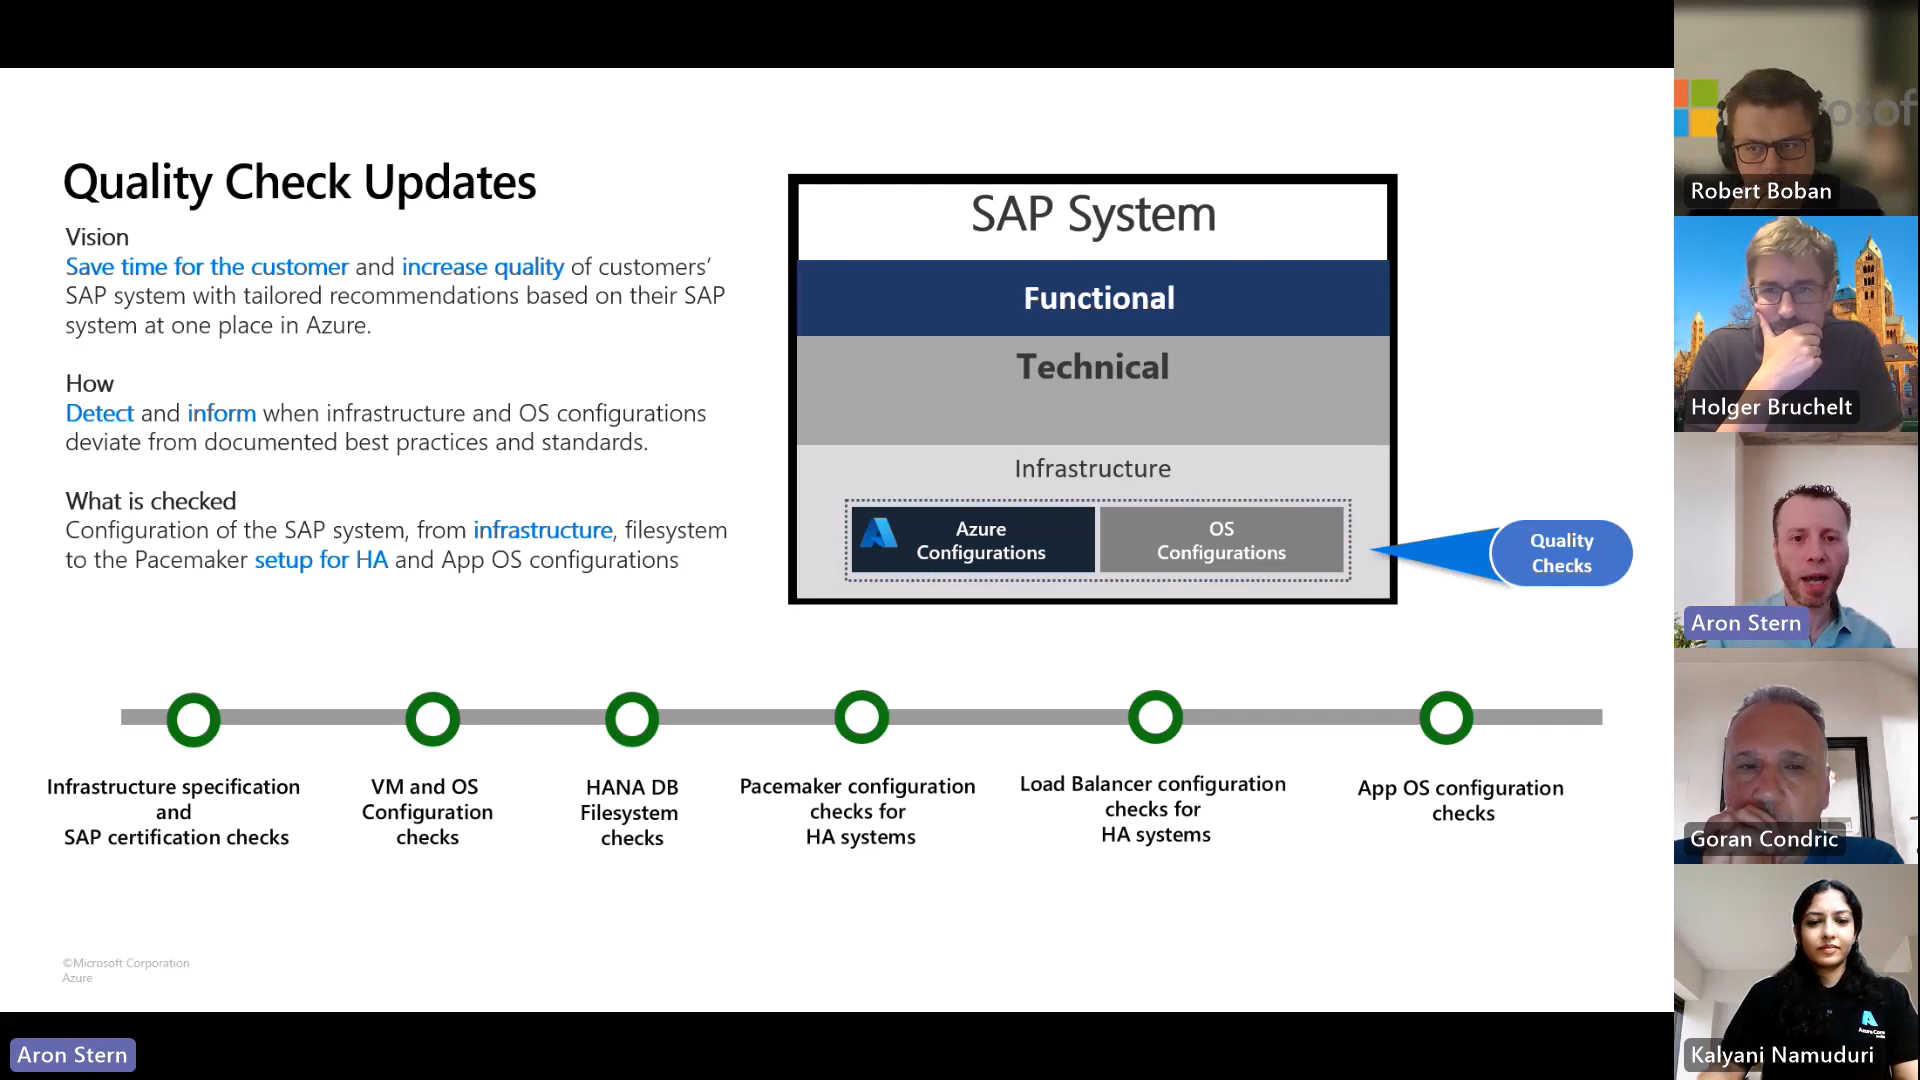 Quality Check Updates
Vision
Save time for the customer and increase quality of customers’
SAP system with tailored recommendations based on their SAP
system at one place in Azure.
How
Detect and inform when infrastructure and OS configurations
deviate from documented best practices and standards.
What is checked
Configuration of the SAP system, from infrastructure, filesystem
to the Pacemaker setup for HA and App OS configurations
SAP System
Functional
Technical
Infrastructure
Azure
Configurations
OS
Configurations
Quality
Checks
Infrastructure specification
and
SAP certification checks
VM and OS
Configuration
checks
HANA DB
Filesystem
checks
Pacemaker configuration
checks for
HA systems
Load Balancer configuration
checks for
HA systems
App OS configuration
checks
©Microsoft Corporation
Azure
Aron Stern
Robert Boban
Holger Bruchelt
Aron Stern
Goran Condric
Kalyani Namuduri